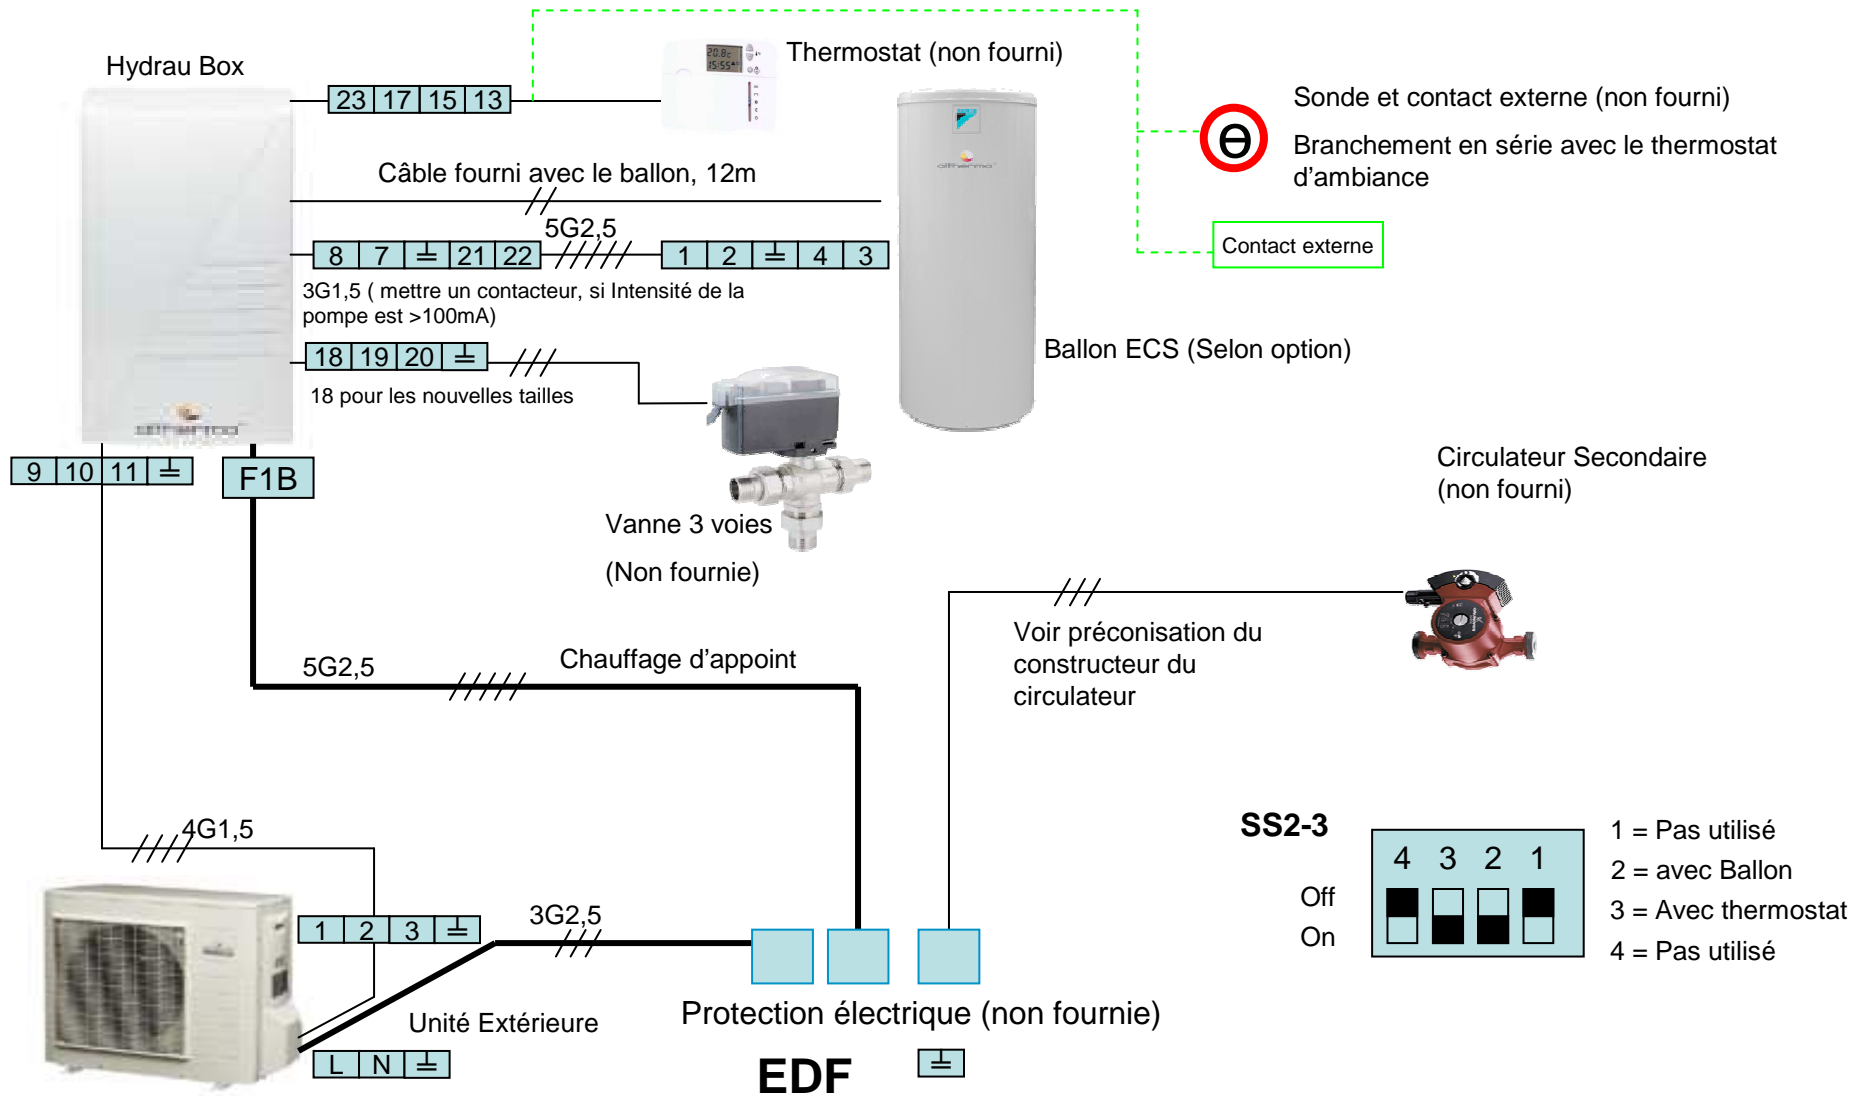 Hydrau Box
23 17 15 13
20.8c
15:55
Thermostat (non fourni)
Sonde et contact externe (non fourni)
Θ
Branchement en série avec le thermostat
d'ambiance
Contact externe
Câble fourni avec le ballon, 12m
5G2,5
8 7 21 22
1 2 4 3
3G1,5 ( mettre un contacteur, si Intensité de la
pompe est >100mA)
18 19 20
18 pour les nouvelles tailles
Ballon ECS (Selon option)
altherma
altherma
9 10 11
F1B
Vanne 3 voies
(Non fournie)
Circulateur Secondaire
(non fourni)
Voir préconisation du
constructeur du
circulateur
5G2,5
Chauffage d'appoint
4G1,5
1 2 3
3G2,5
Unité Extérieure
L N
Protection électrique (non fournie)
EDF
SS2-3
4 3 2 1
Off
On
1 = Pas utilisé
2 = avec Ballon
3 = Avec thermostat
4 = Pas utilisé